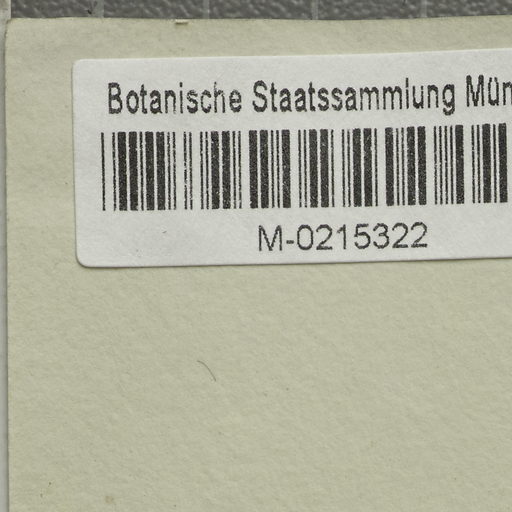 Botanische Staatssammlung Mün
M-0215322